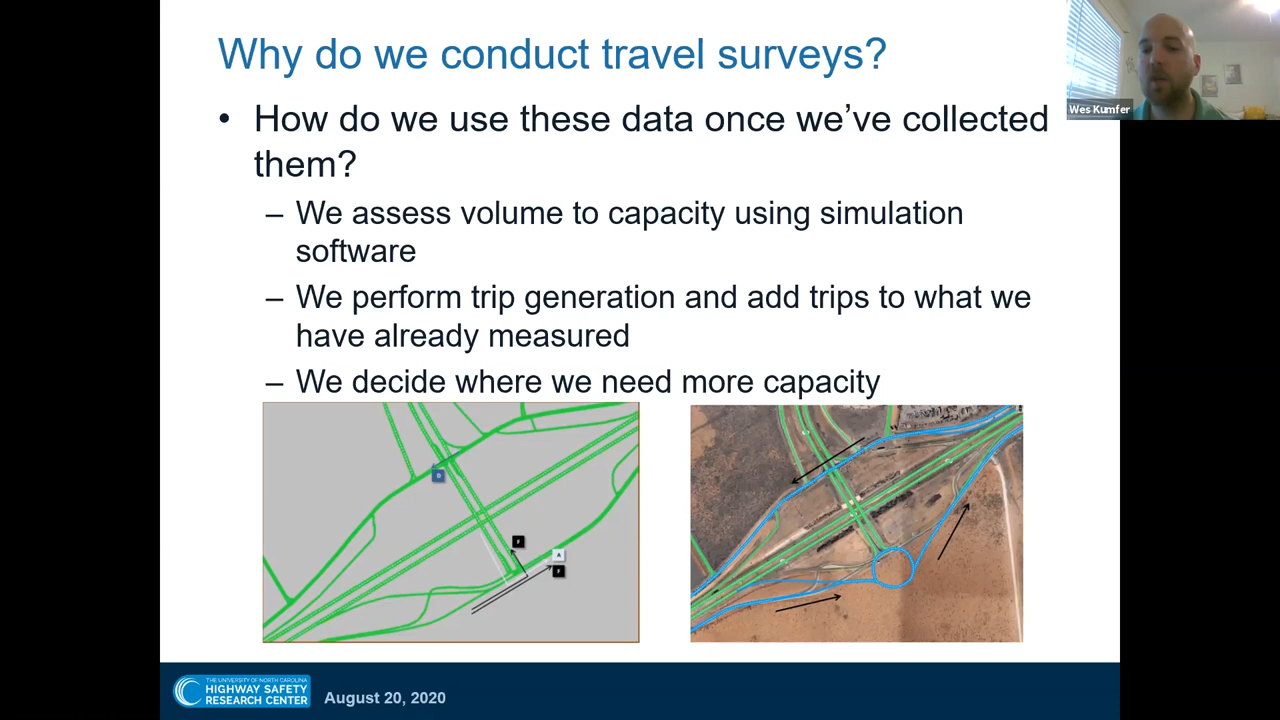 Why do we conduct travel surveys?
• How do we use these data once we've collected
them?
– We assess volume to capacity using simulation
software
– We perform trip generation and add trips to what we
have already measured
– We decide where we need more capacity
D
F
A
F
THE UNIVERSITY OF NORTH CAROLINA
HIGHWAY SAFETY
RESEARCH CENTER
August 20, 2020
Wes Kumfer